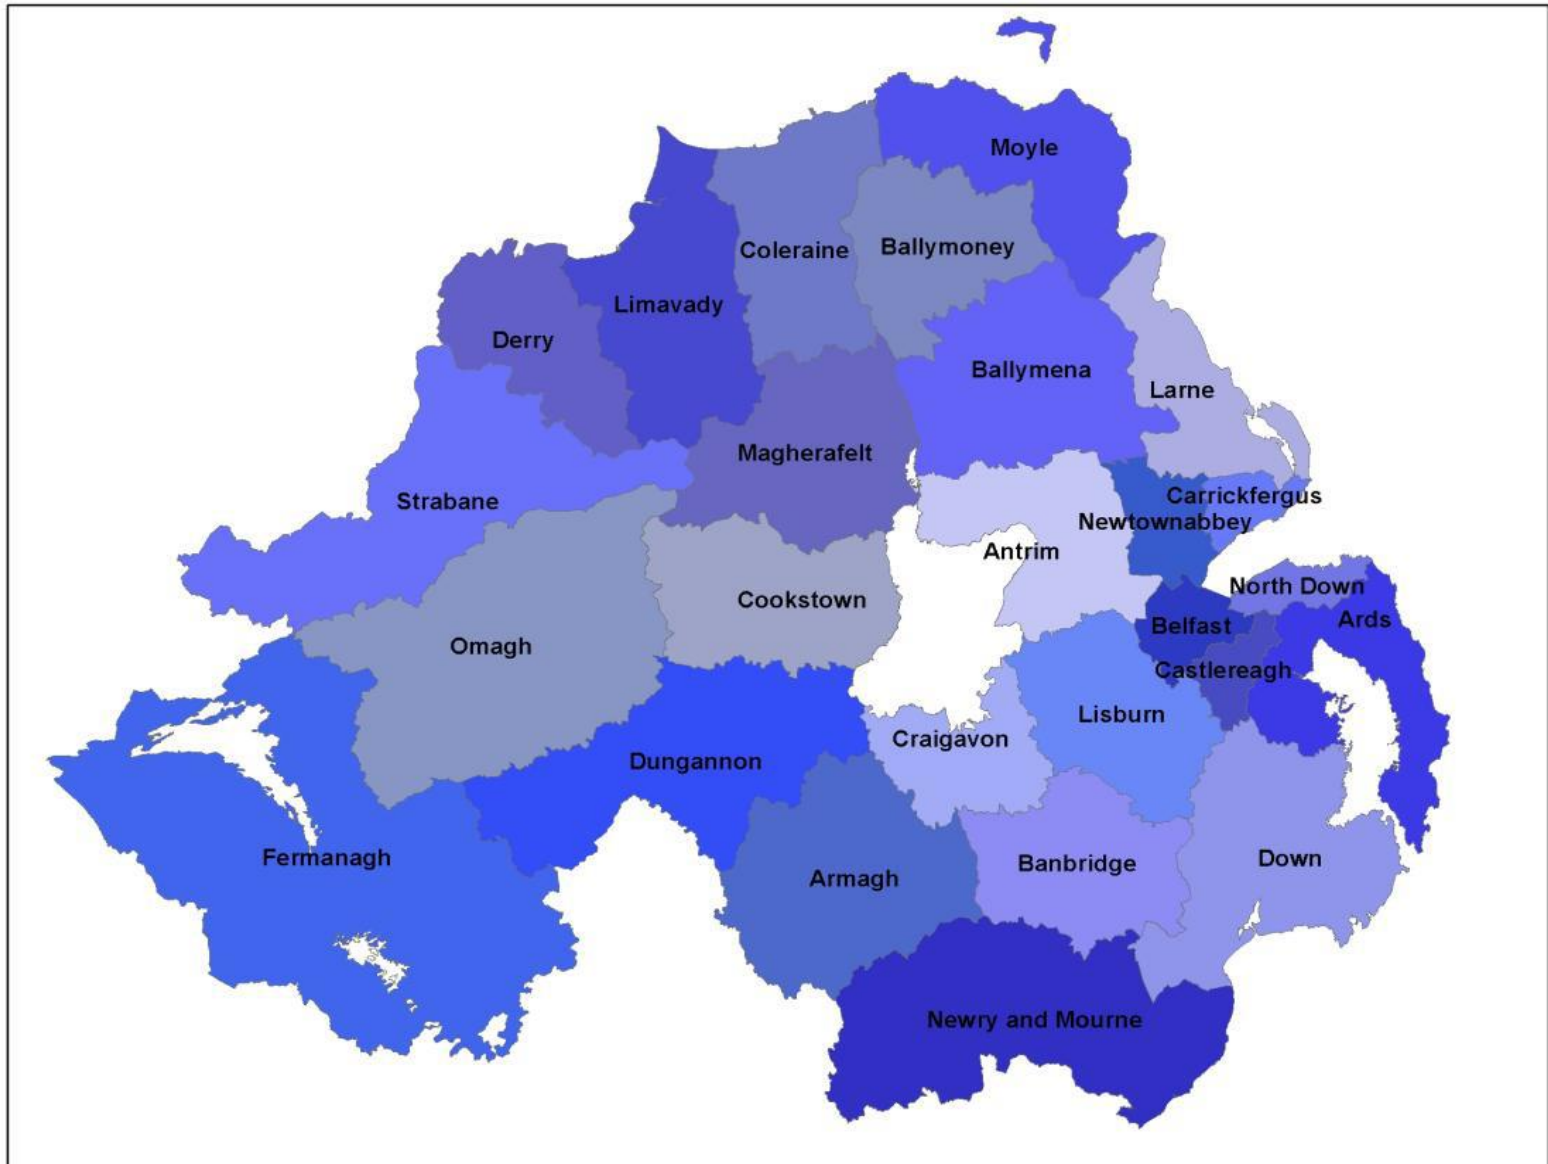 Moyle
Coleraine
Ballymoney
Limavady
Derry
Ballymena
Larne
Magherafelt
Strabane
Carrickfergus
Newtownabbey
Antrim
North Down
Cookstown
Ards
Belfast
Omagh
Castlereagh
Lisburn
Craigavon
Dungannon
Fermanagh
Down
Banbridge
Armagh
Newry and Mourne